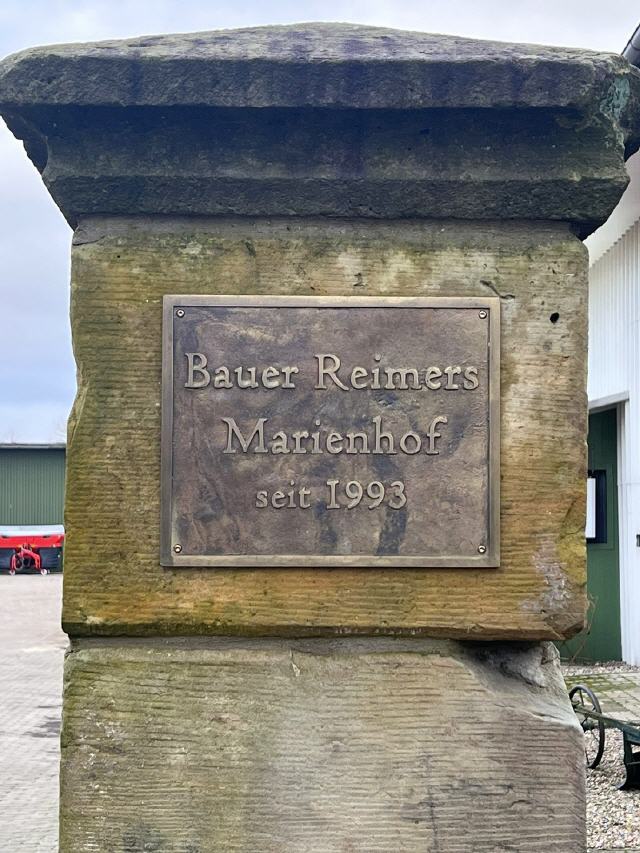 Bauer Reimers
Marienhof
seit 1993